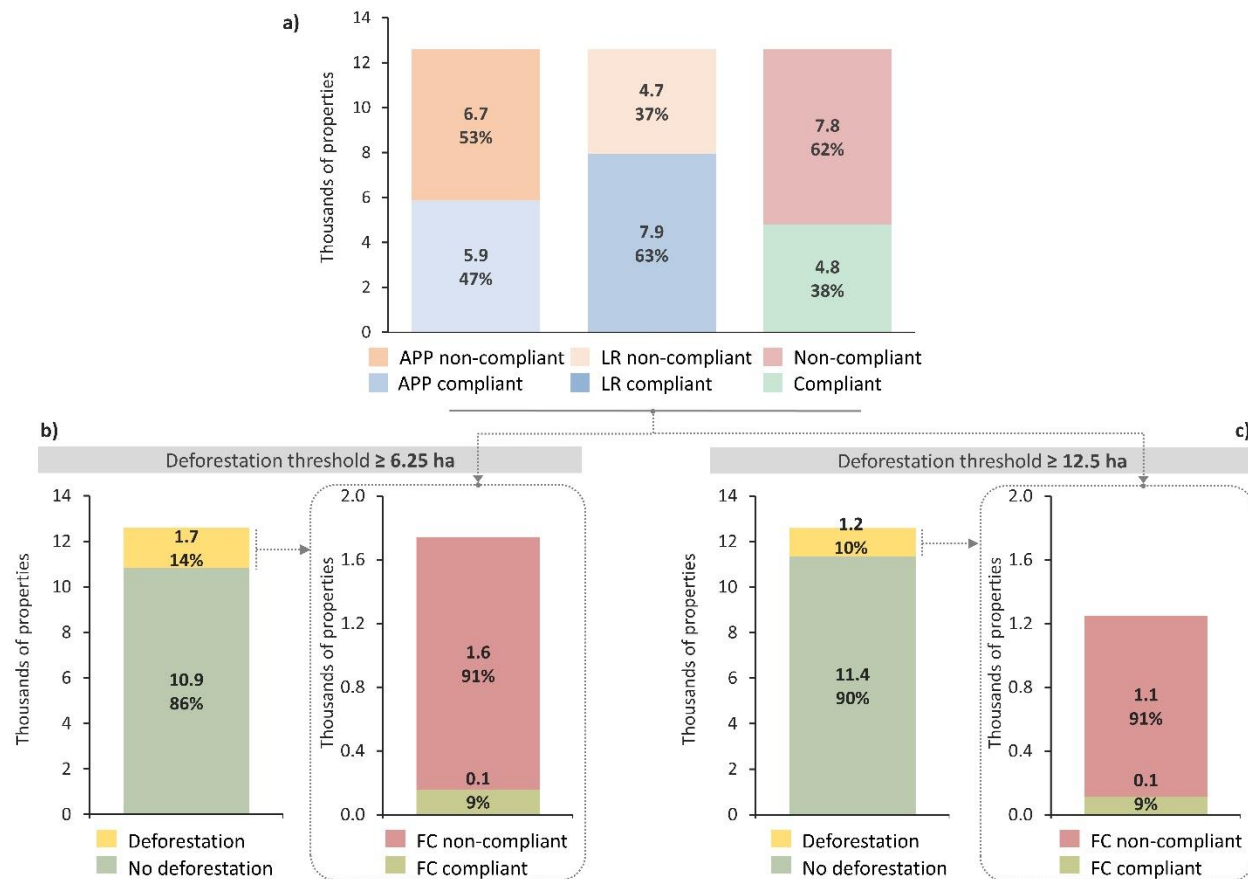 a)
Thousands of properties
14
12
10
8
6
4
2
0
6.7
53%
5.9
47%
4.7
37%
7.9
63%
7.8
62%
4.8
38%
APP non-compliant
LR non-compliant
Non-compliant
APP compliant
LR compliant
Compliant
b)
Deforestation threshold ≥ 6.25 ha
Thousands of properties
14
12
10
8
6
4
2
0
1.7
14%
10.9
86%
Deforestation
No deforestation
Thousands of properties
2.0
1.6
1.2
0.8
0.4
0.0
1.6
91%
0.1
9%
FC non-compliant
FC compliant
c)
Deforestation threshold ≥ 12.5 ha
Thousands of properties
14
12
10
8
6
4
2
0
1.2
10%
11.4
90%
Deforestation
No deforestation
Thousands of properties
2.0
1.6
1.2
0.8
0.4
0.0
1.1
91%
0.1
9%
FC non-compliant
FC compliant